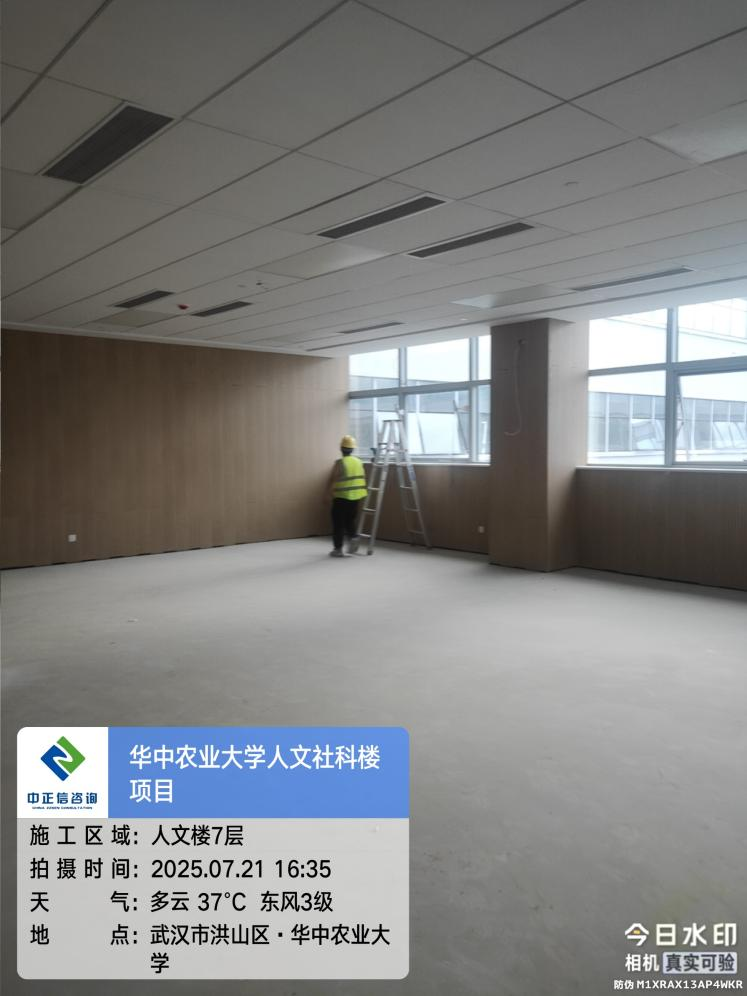 华中农业大学人文社科楼
项目
中正信咨询
CHINA ZENXIN CONSULTATION
施工区域：人文楼7层
拍摄时间：2025.07.21 16:35
天气：多云 37°C 东风3级
地点：武汉市洪山区·华中农业大
学
今日水印
相机 真实可验
防伪 M1XRAX13AP4WKR